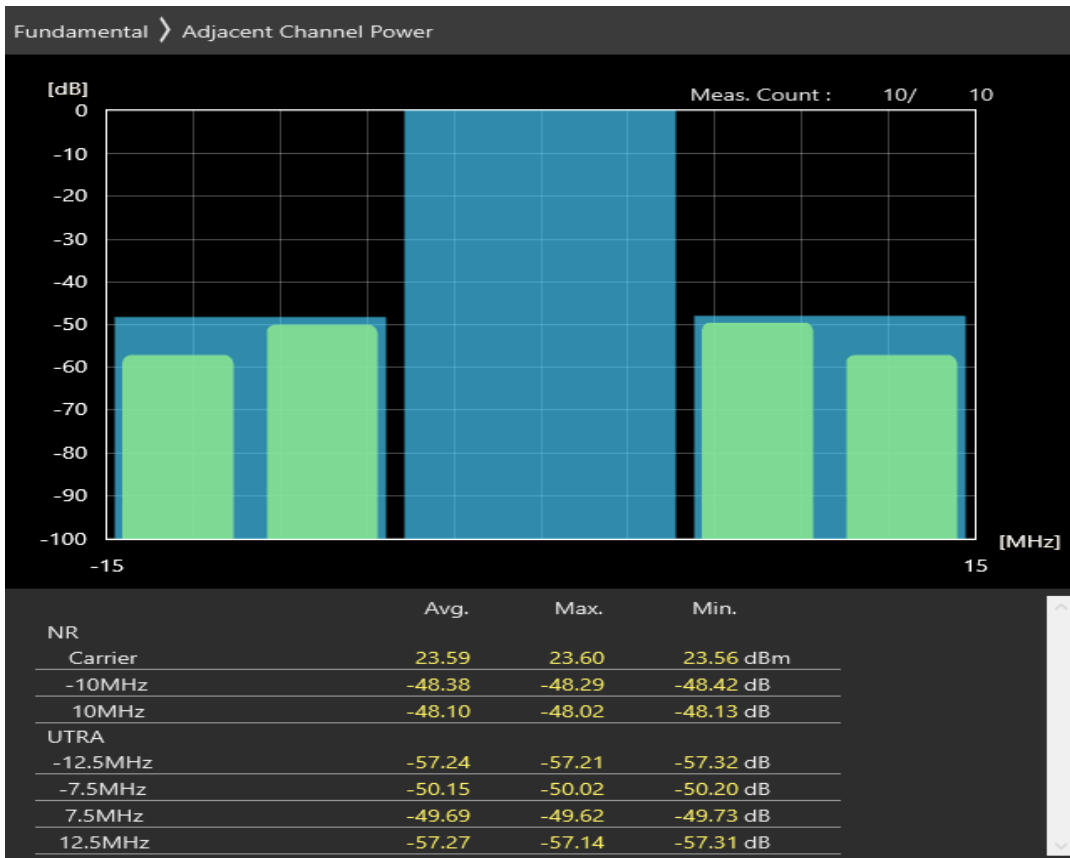 Fundamental 〉 Adjacent Channel Power
[dB]
Meas. Count : 10/ 10
0
-10
-20
-30
-40
-50
-60
-70
-80
-90
-100
[MHz]
-15 15
Avg. Max. Min.
NR
Carrier 23.59 23.60 23.56 dBm
-10MHz -48.38 -48.29 -48.42 dB
10MHz -48.10 -48.02 -48.13 dB
UTRA
-12.5MHz -57.24 -57.21 -57.32 dB
-7.5MHz -50.15 -50.02 -50.20 dB
7.5MHz -49.69 -49.62 -49.73 dB
12.5MHz -57.27 -57.14 -57.31 dB